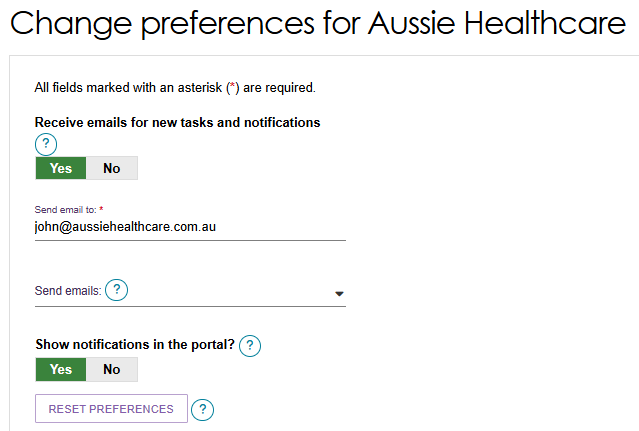 Change preferences for Aussie Healthcare
All fields marked with an asterisk (*) are required.
Receive emails for new tasks and notifications
?
Yes No
Send email to: *
john@aussiehealthcare.com.au
Send emails: ?
Show notifications in the portal? ?
Yes No
RESET PREFERENCES ?